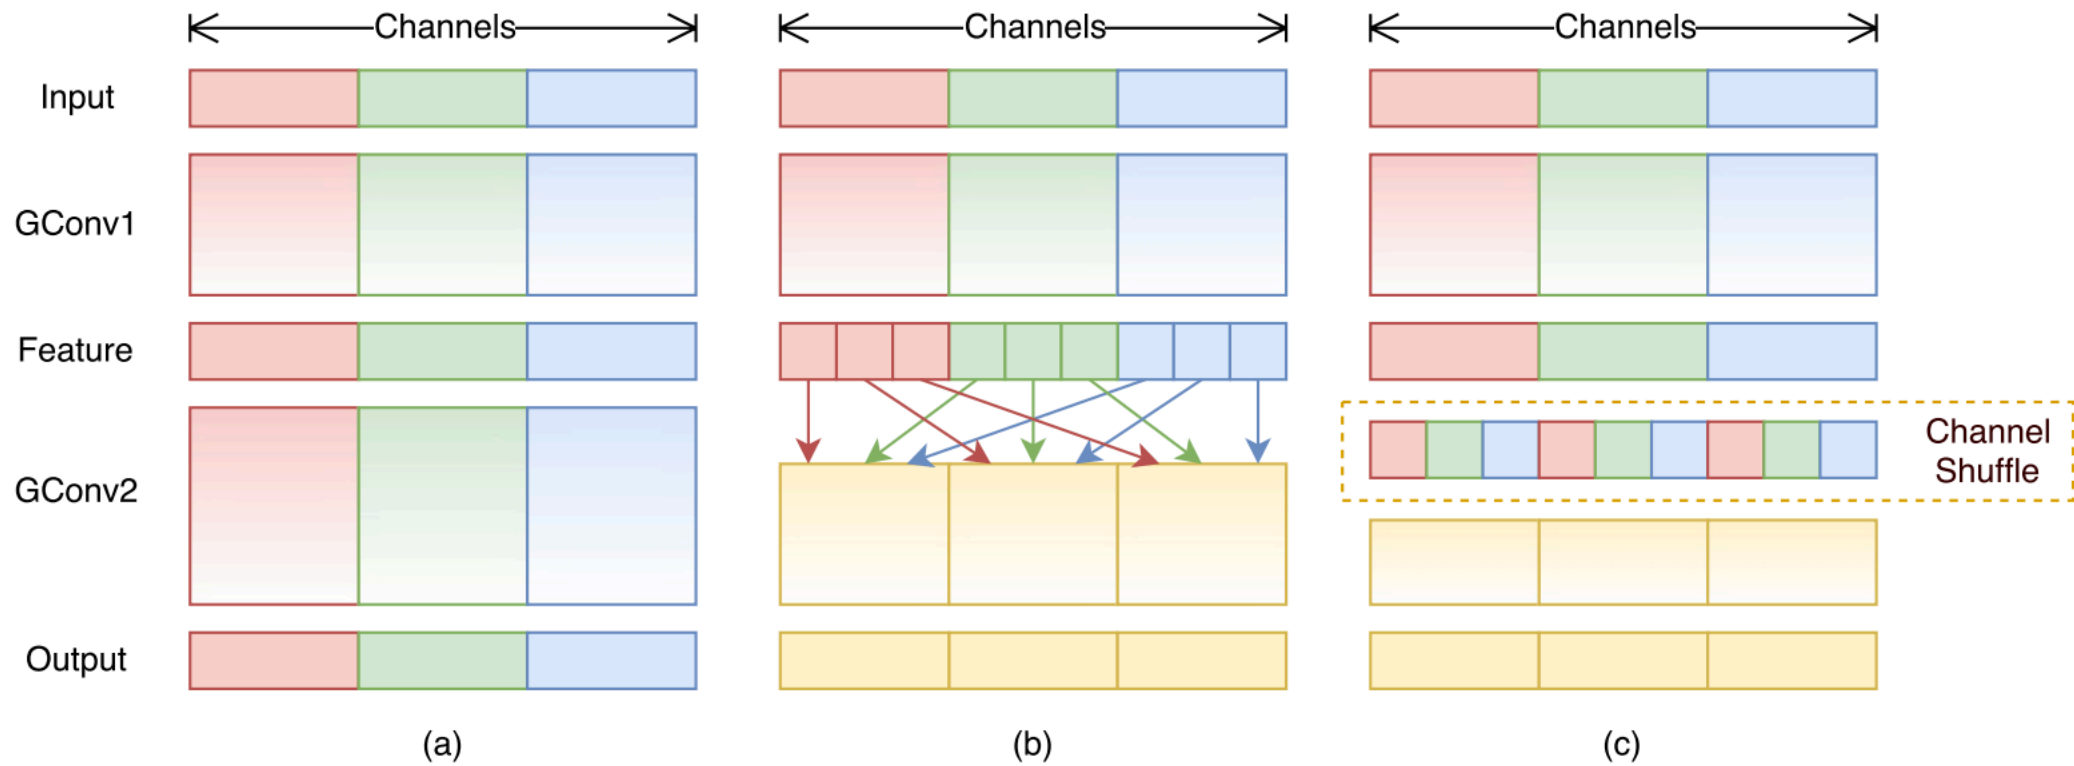 Channels Channels Channels
Input
GConv1
Feature
Channel
Shuffle
GConv2
Output
(a) (b) (c)